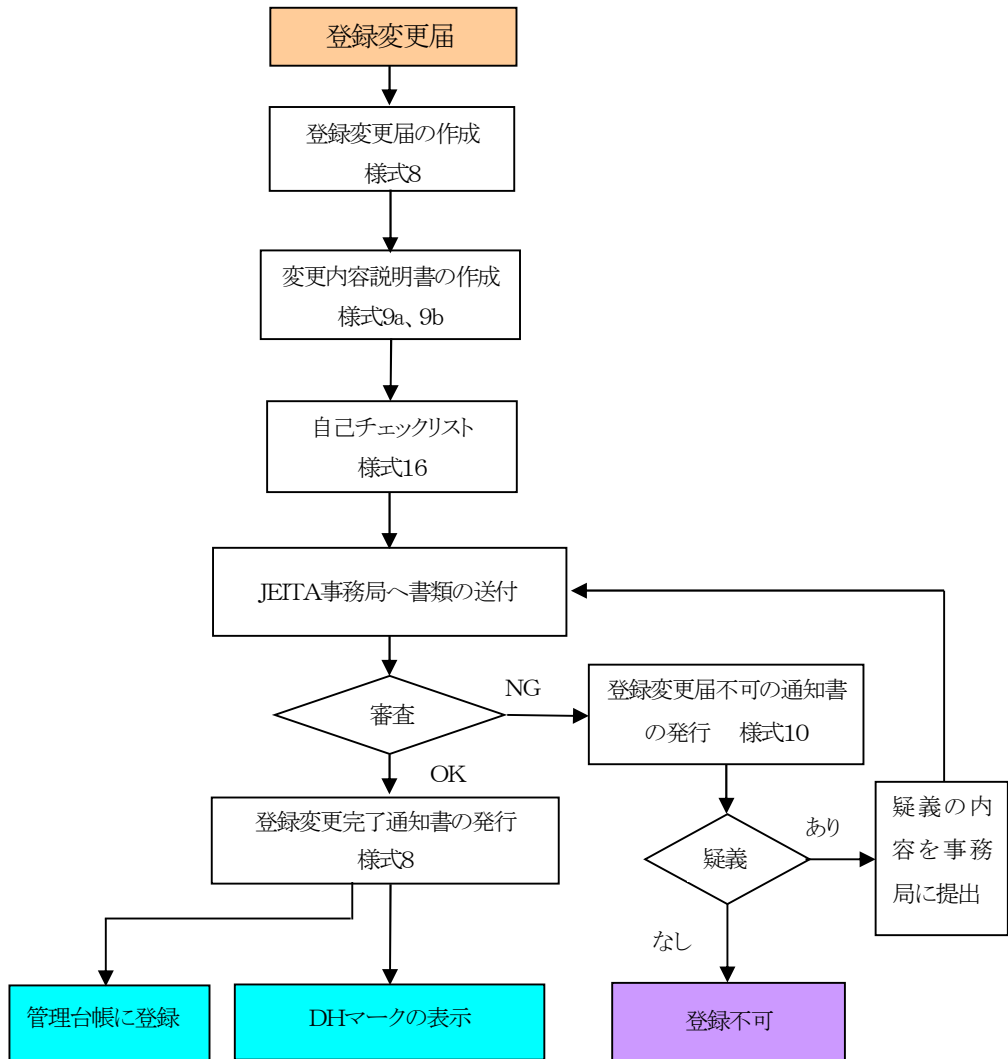 登録変更届
登録変更届の作成
様式8
変更内容説明書の作成
様式9a、9b
自己チェックリスト
様式16
JEITA事務局へ書類の送付
審査
NG
登録変更届不可の通知書
の発行 様式10
OK
登録変更完了通知書の発行
様式8
疑義
あり
疑義の内
容を事務
局に提出
なし
管理台帳に登録
DHマークの表示
登録不可